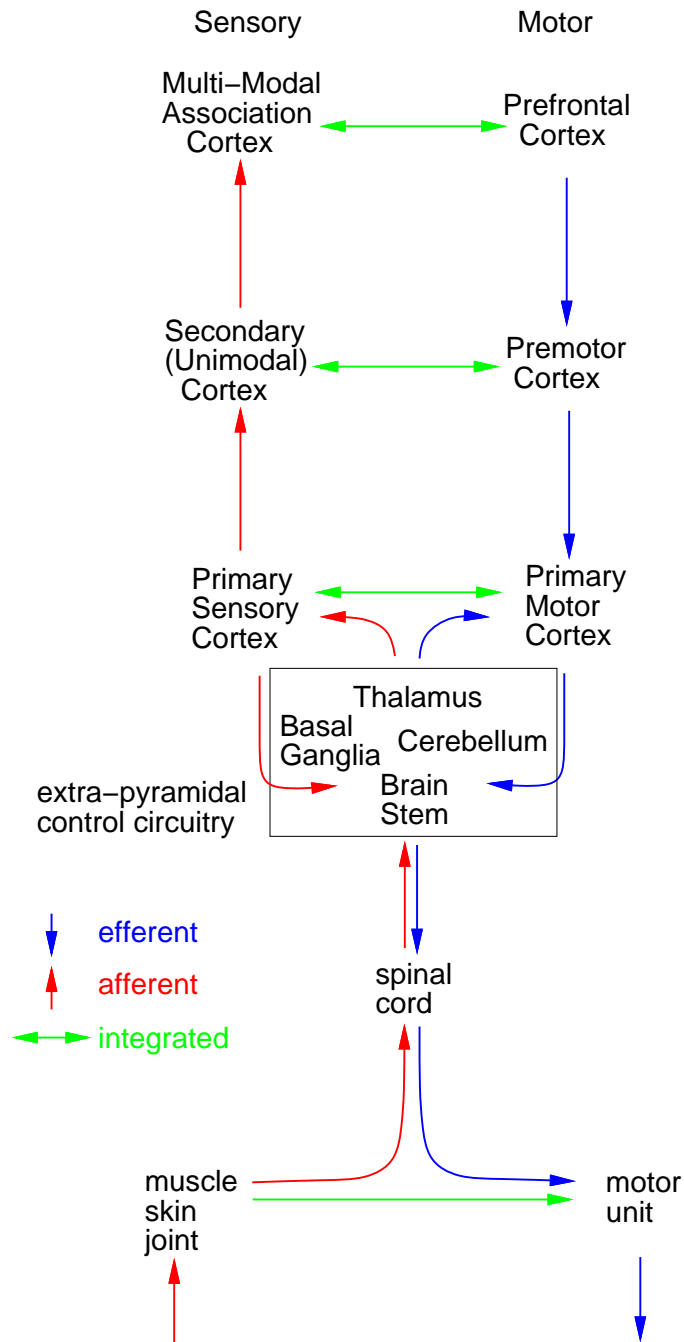 Sensory
Motor
Multi−Modal
Association
Cortex
Prefrontal
Cortex
Secondary
(Unimodal)
Cortex
Premotor
Cortex
Primary
Sensory
Cortex
Primary
Motor
Cortex
Thalamus
Basal
Ganglia
Cerebellum
Brain
Stem
extra−pyramidal
control circuitry
efferent
afferent
integrated
spinal
cord
muscle
skin
joint
motor
unit